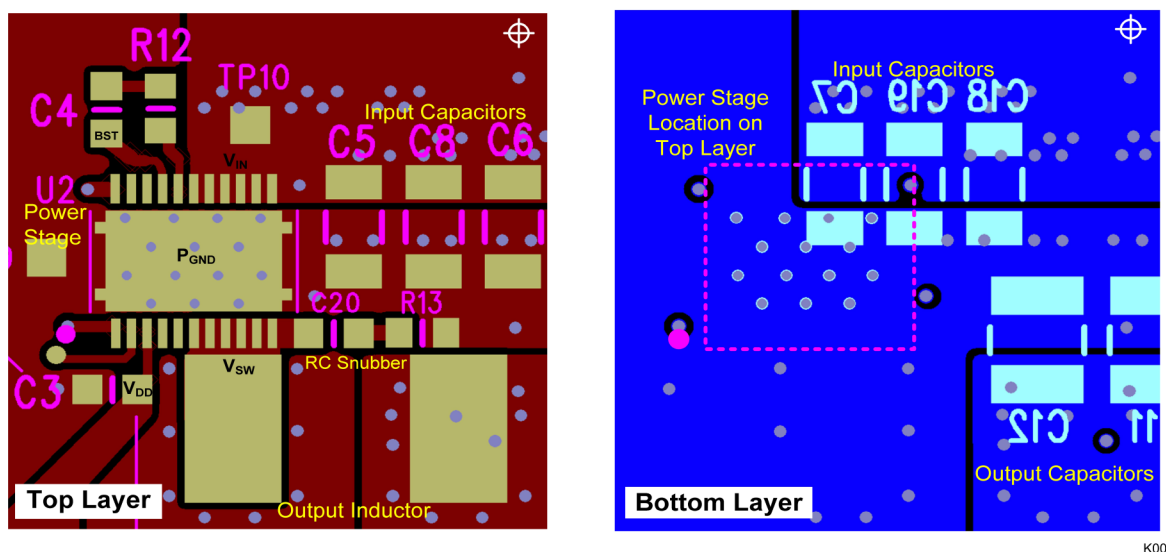 R12
TP10
C4
Input Capacitors
BST
C5 C8 C6
VIN
U2
Power
Stage
PGND
C20 R13
RC Snubber
VSW
C3
VDD
Top Layer
Output Inductor
Input Capacitors
Power Stage
Location on
Top Layer
C7 C19 C18
C12 11
Output Capacitors
Bottom Layer
K00